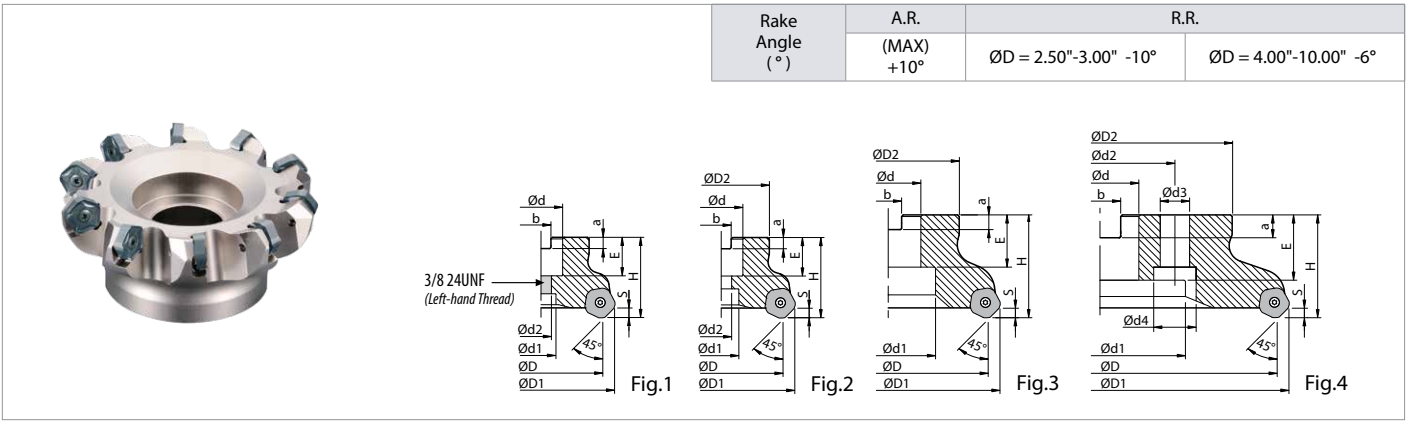 Rake
Angle
( ° )
A.R.
R.R.
(MAX)
+10°
ØD = 2.50"-3.00" -10°
ØD = 4.00"-10.00" -6°
Ød
b
a
E
H
S
3/8 24UNF
(Left-hand Thread)
Ød2
Ød1
ØD
ØD1
45°
Fig.1
ØD2
Ød
b
a
E
H
S
Ød2
Ød1
ØD
ØD1
45°
Fig.2
ØD2
Ød
b
a
E
H
S
Ød1
ØD
ØD1
45°
Fig.3
ØD2
Ød2
Ød
b
Ød3
a
E
H
S
Ød4
Ød1
ØD
ØD1
45°
Fig.4